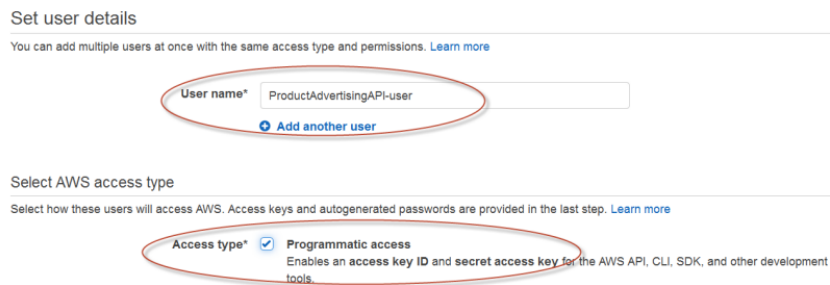 Set user details
You can add multiple users at once with the same access type and permissions. Learn more
User name* ProductAdvertisingAPI-user
Add another user
Select AWS access type
Select how these users will access AWS. Access keys and autogenerated passwords are provided in the last step. Learn more
Access type* Programmatic access
Enables an access key ID and secret access key for the AWS API, CLI, SDK, and other development
tools.